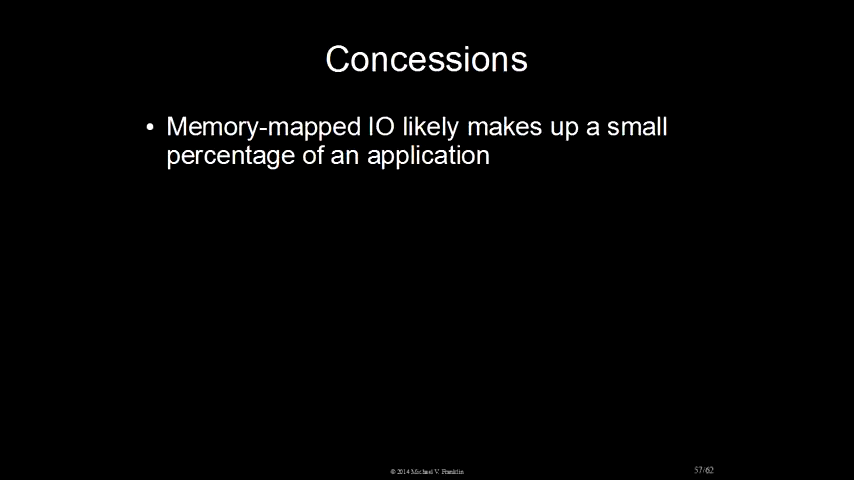 Concessions
• Memory-mapped IO likely makes up a small
percentage of an application
© 2014 Michael V. Franklin
57/62